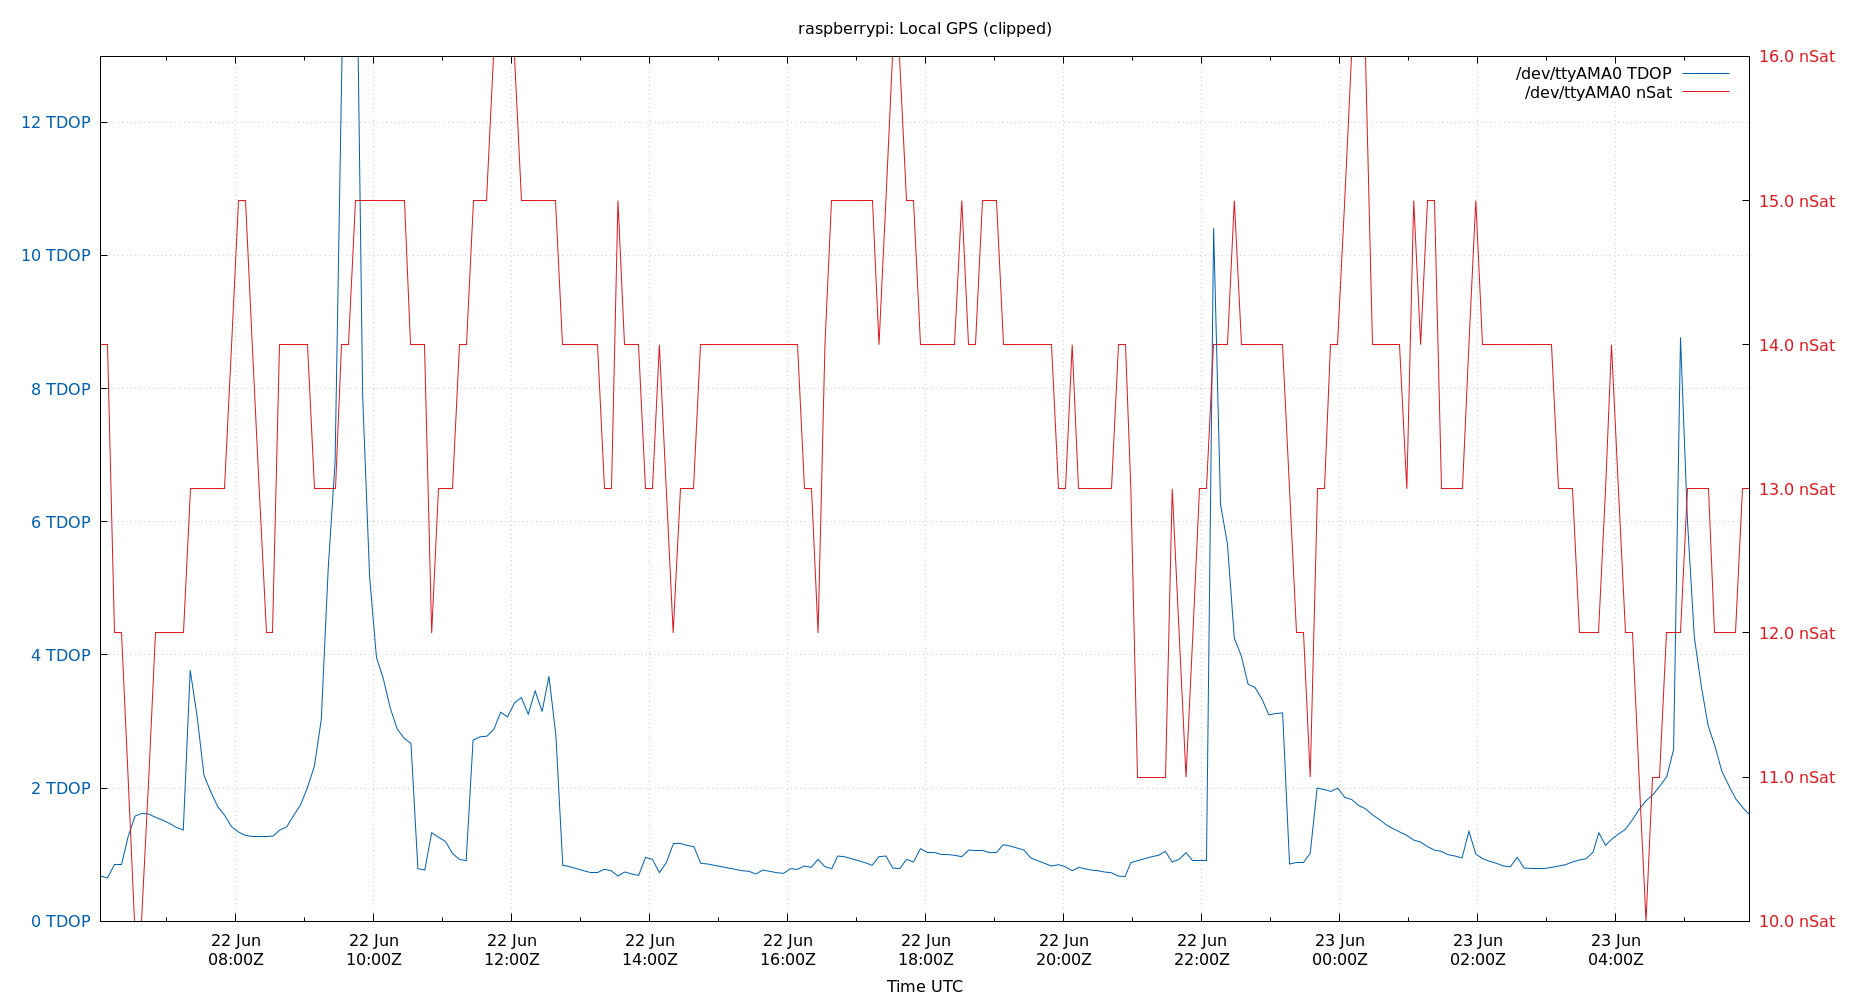 raspberrypi: Local GPS (clipped)
/dev/ttyAMA0 TDOP
/dev/ttyAMA0 nSat
12 TDOP
10 TDOP
8 TDOP
6 TDOP
4 TDOP
2 TDOP
0 TDOP
16.0 nSat
15.0 nSat
14.0 nSat
13.0 nSat
12.0 nSat
11.0 nSat
10.0 nSat
22 Jun
08:00Z
22 Jun
10:00Z
22 Jun
12:00Z
22 Jun
14:00Z
22 Jun
16:00Z
22 Jun
18:00Z
22 Jun
20:00Z
22 Jun
22:00Z
23 Jun
00:00Z
23 Jun
02:00Z
23 Jun
04:00Z
Time UTC